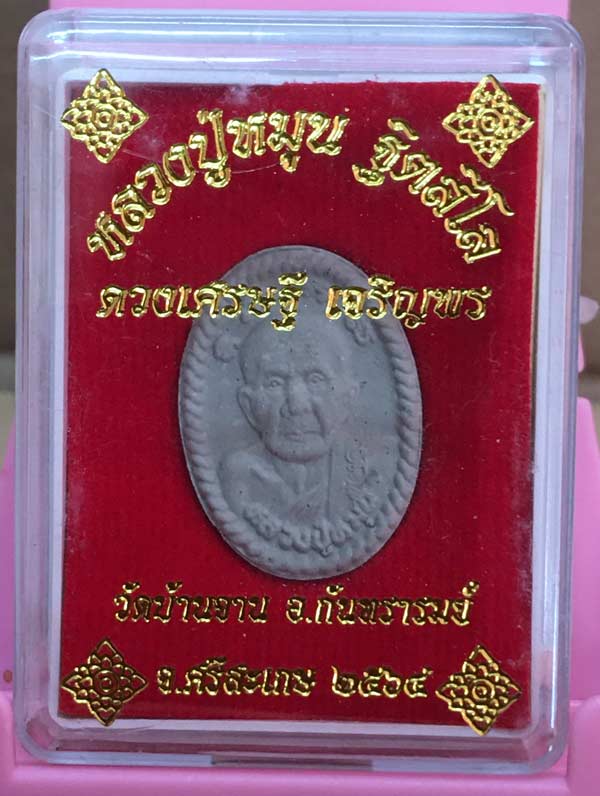 หลวงปู่หมูน ฐิตสีโล
ดวงเศรษฐี เจริญพร
หลวงปู่หมูน
วัดบ้านจาน อ.กันทรารมย์
จ.ศรีสะเกษ ๒๕๖๔